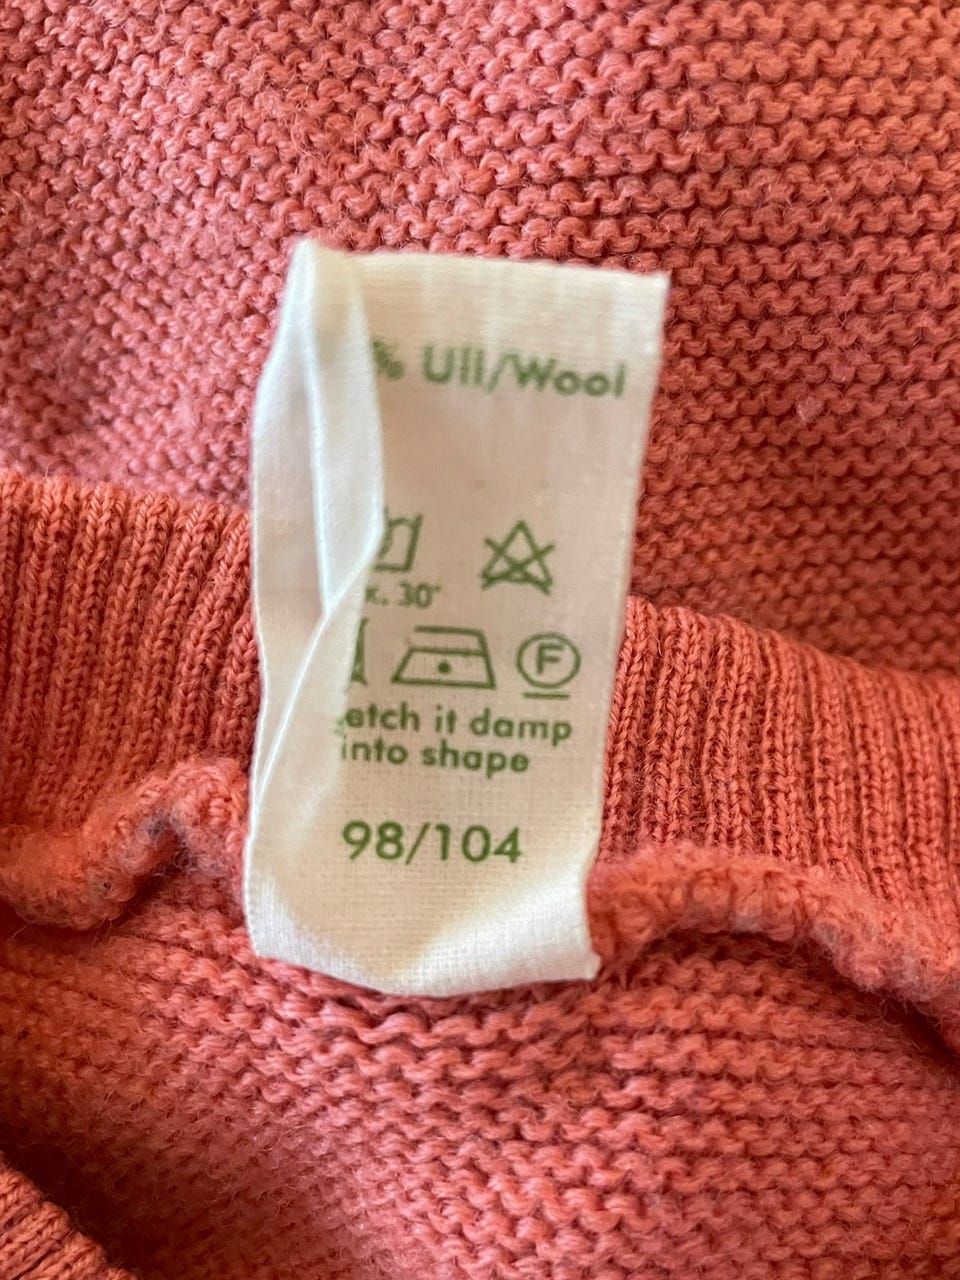 % Ull/Wool
x. 30°
F
etch it damp
into shape
98/104